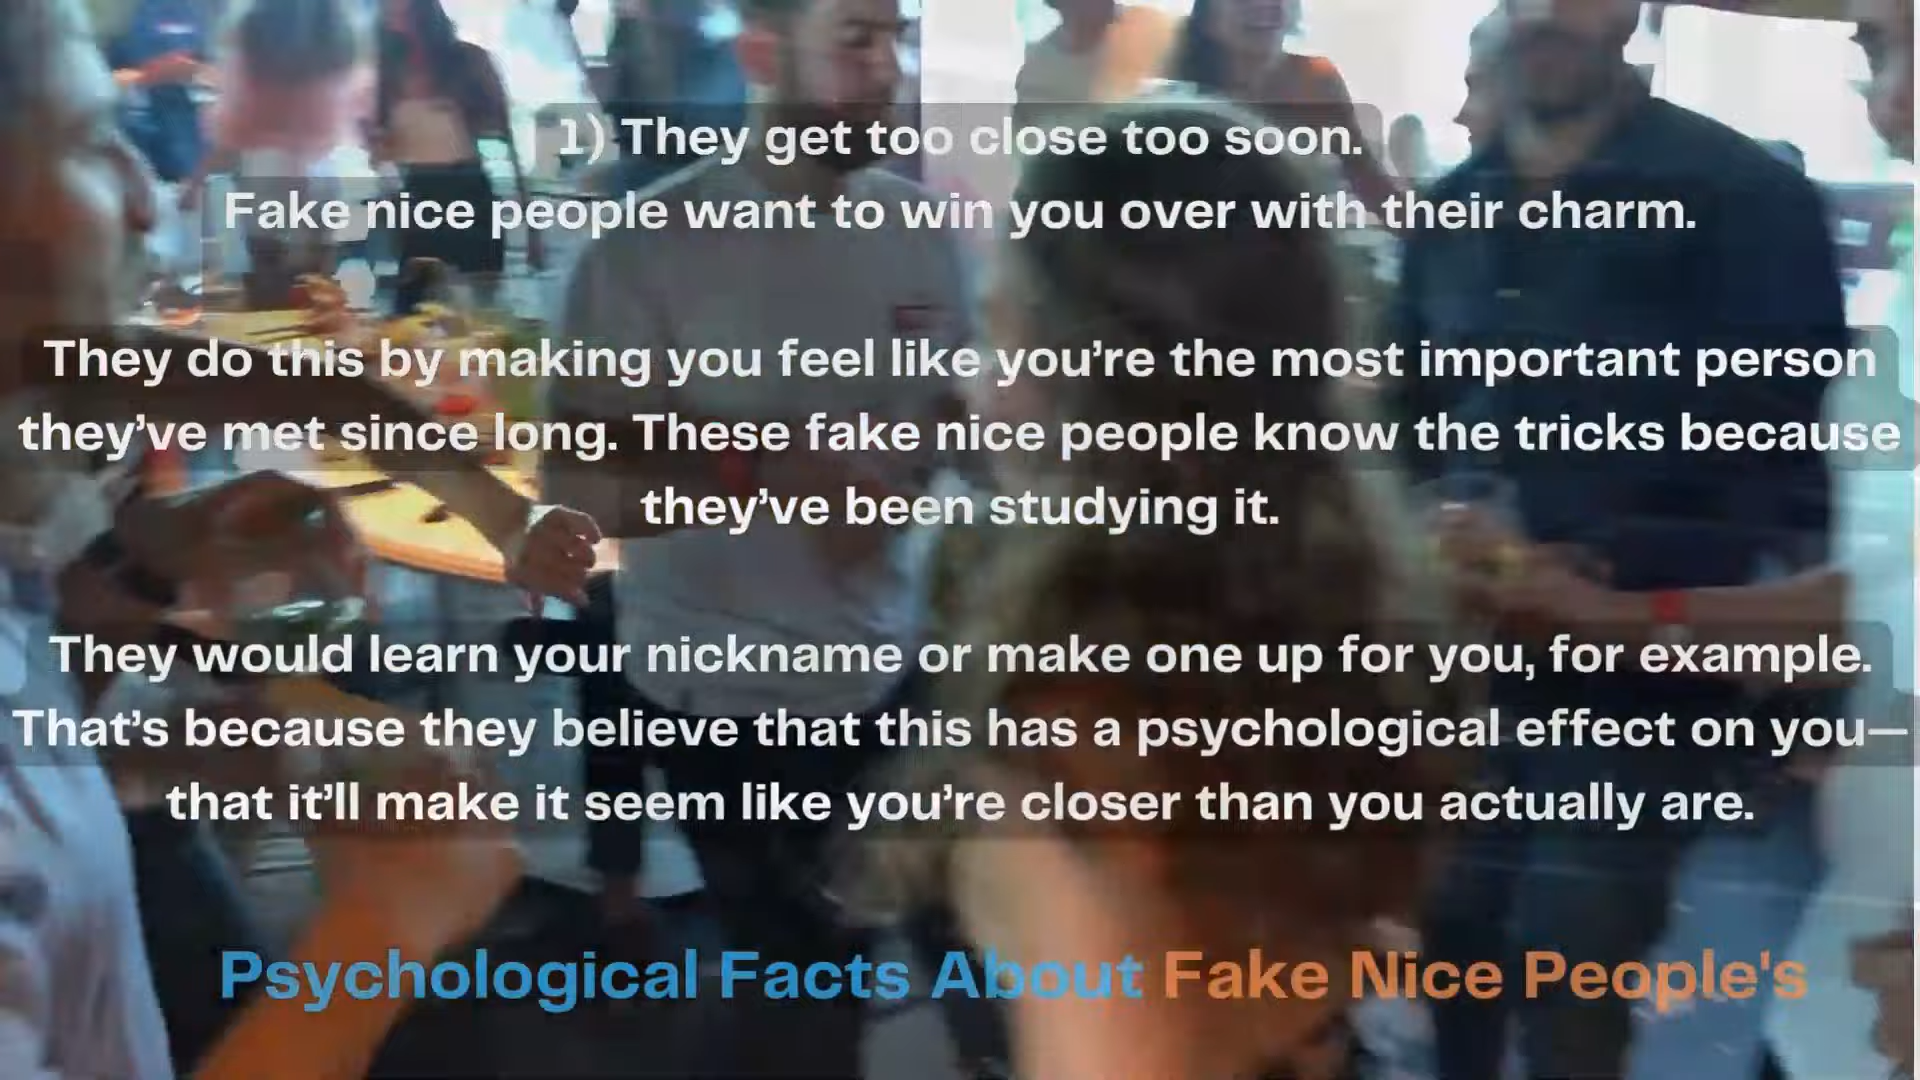 1) They get too close too soon.
Fake nice people want to win you over with their charm.
They do this by making you feel like you’re the most important person
they’ve met since long. These fake nice people know the tricks because
they’ve been studying it.
They would learn your nickname or make one up for you, for example.
That’s because they believe that this has a psychological effect on you—
that it’ll make it seem like you’re closer than you actually are.
Psychological Facts About Fake Nice People's